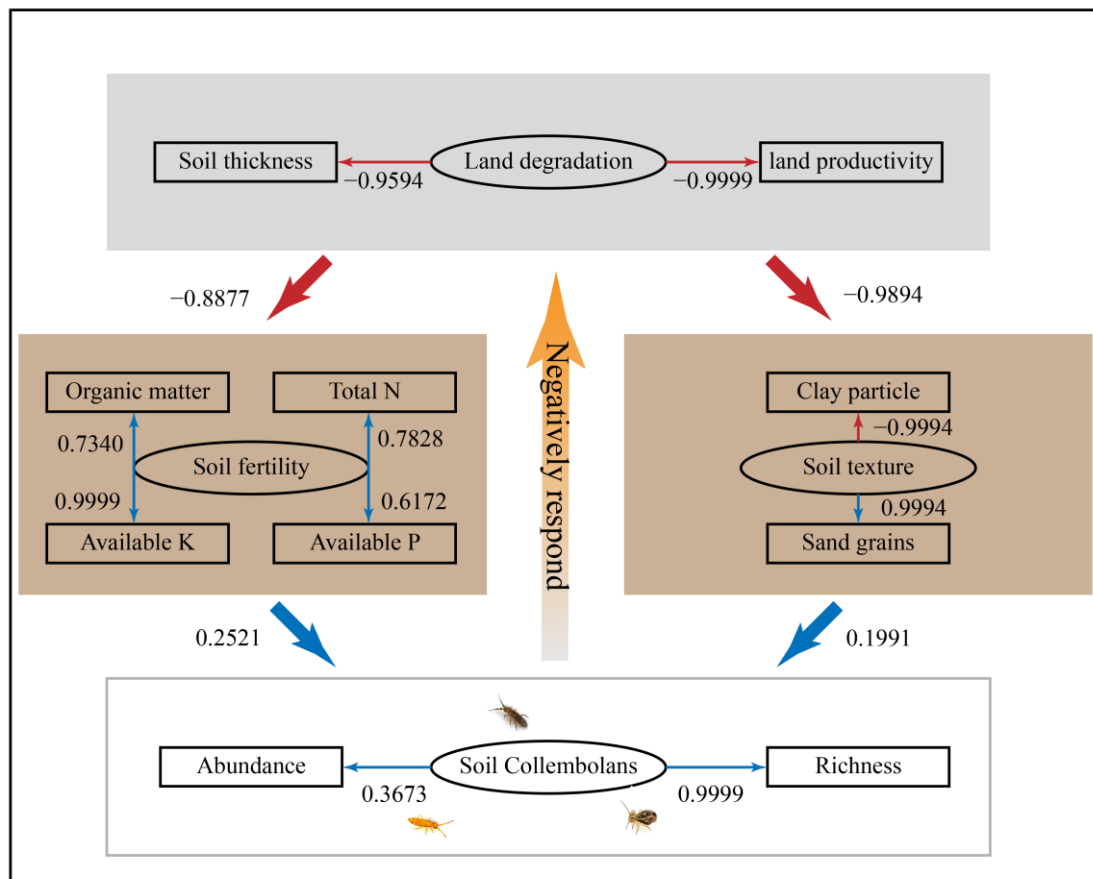 Soil thickness
Land degradation
land productivity
−0.9594
−0.9999
−0.8877
−0.9894
Negatively respond
Organic matter
Total N
0.7340
0.7828
Soil fertility
0.9999
0.6172
Available K
Available P
Clay particle
−0.9994
Soil texture
0.9994
Sand grains
0.2521
0.1991
Abundance
Soil Collembolans
Richness
0.3673
0.9999